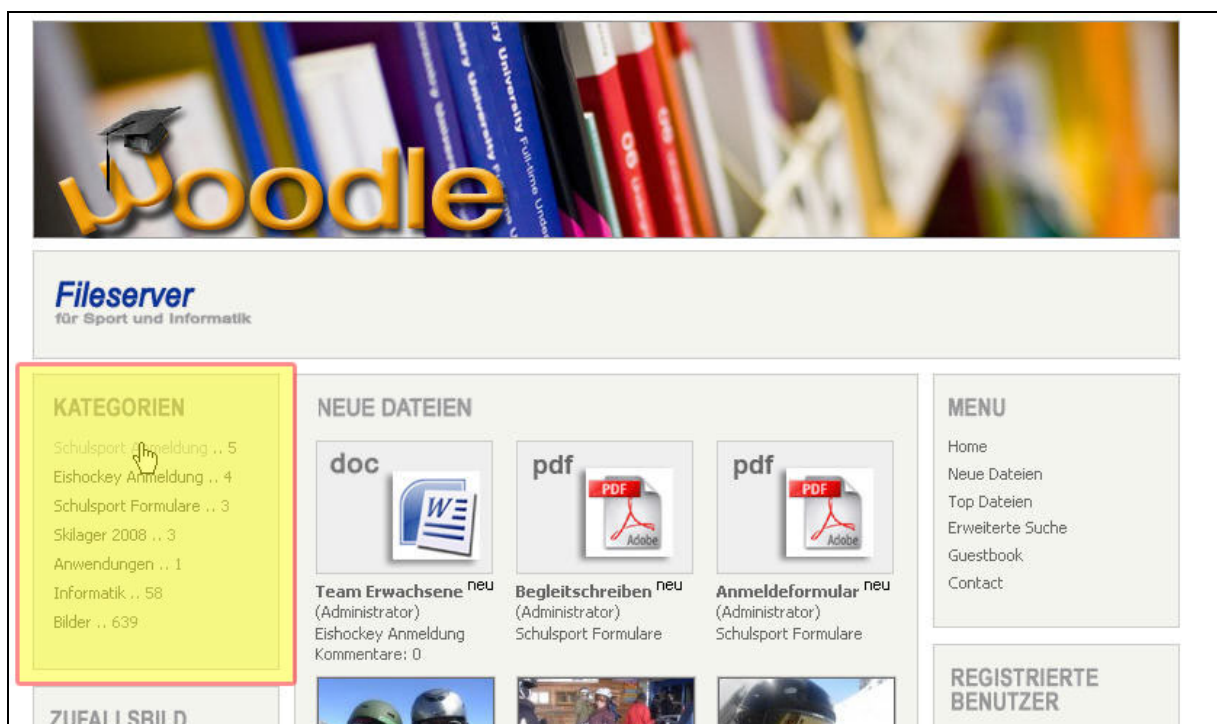 Woodle
Fileserver
für Sport und Informatik
KATEGORIEN
Schulsport Anmeldung .. 5
Eishockey Anmeldung .. 4
Schulsport Formulare .. 3
Skilager 2008 .. 3
Anwendungen .. 1
Informatik .. 58
Bilder .. 639
ZUFALLSBILD
NEUE DATEIEN
doc
W
Team Erwachsene neu
(Administrator)
Eishockey Anmeldung
Kommentare: 0
pdf
PDF
Adobe
Begleitschreiben neu
(Administrator)
Schulsport Formulare
pdf
PDF
Adobe
Anmeldeformular neu
(Administrator)
Schulsport Formulare
MENU
Home
Neue Dateien
Top Dateien
Erweiterte Suche
Guestbook
Contact
REGISTRIERTE
BENUTZER